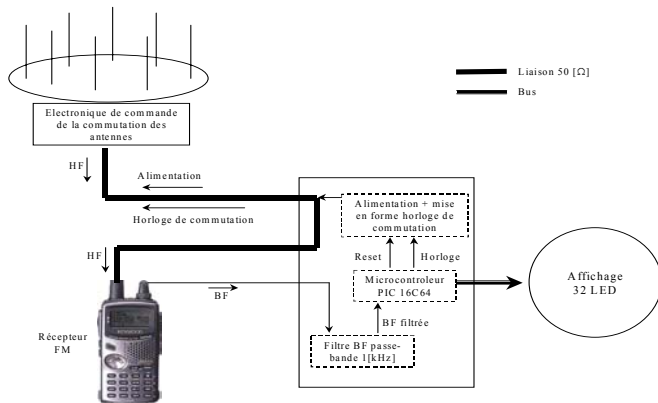 Liaison 50 [Ω]
Bus
Electronique de commande
de la commutation des
antennes
HF
Alimentation
Horloge de commutation
Alimentation + mise
en forme horloge de
commutation
Reset
Horloge
HF
BF
Microcontroleur
PIC 16C64
Affichage
32 LED
BF filtrée
Récepteur
FM
Filtre BF passe-
bande 1[kHz]